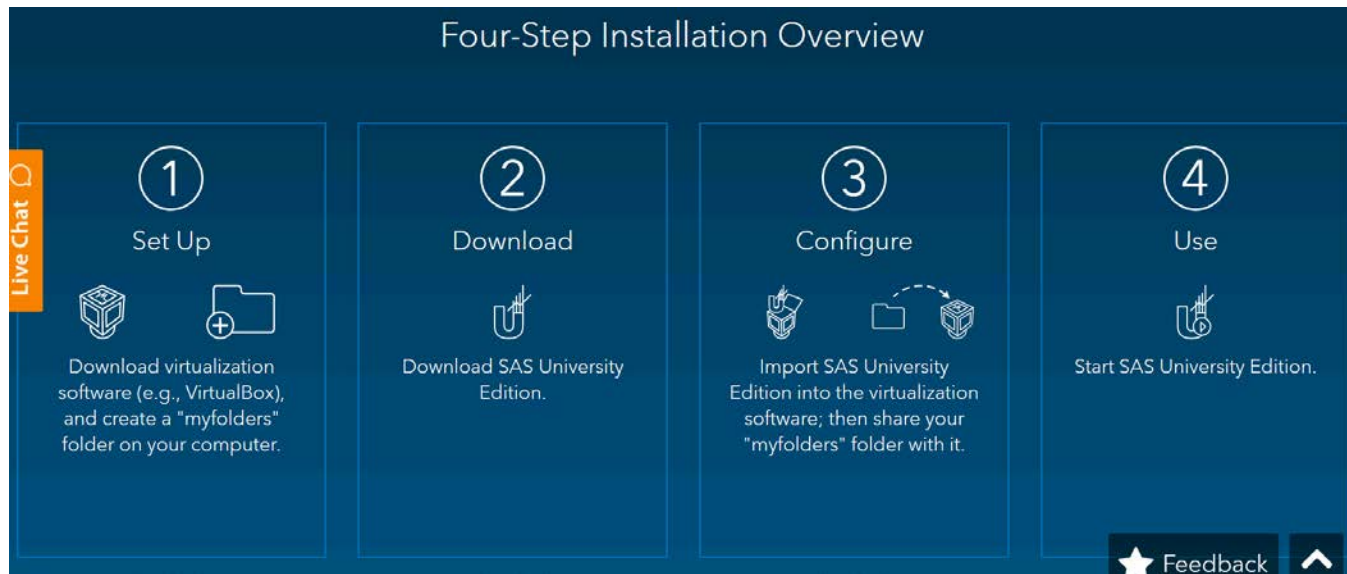 Four-Step Installation Overview
Live Chat
1
Set Up
Download virtualization
software (e.g., VirtualBox),
and create a "myfolders"
folder on your computer.
2
Download
Download SAS University
Edition.
3
Configure
Import SAS University
Edition into the virtualization
software; then share your
"myfolders" folder with it.
4
Use
Start SAS University Edition.
Feedback